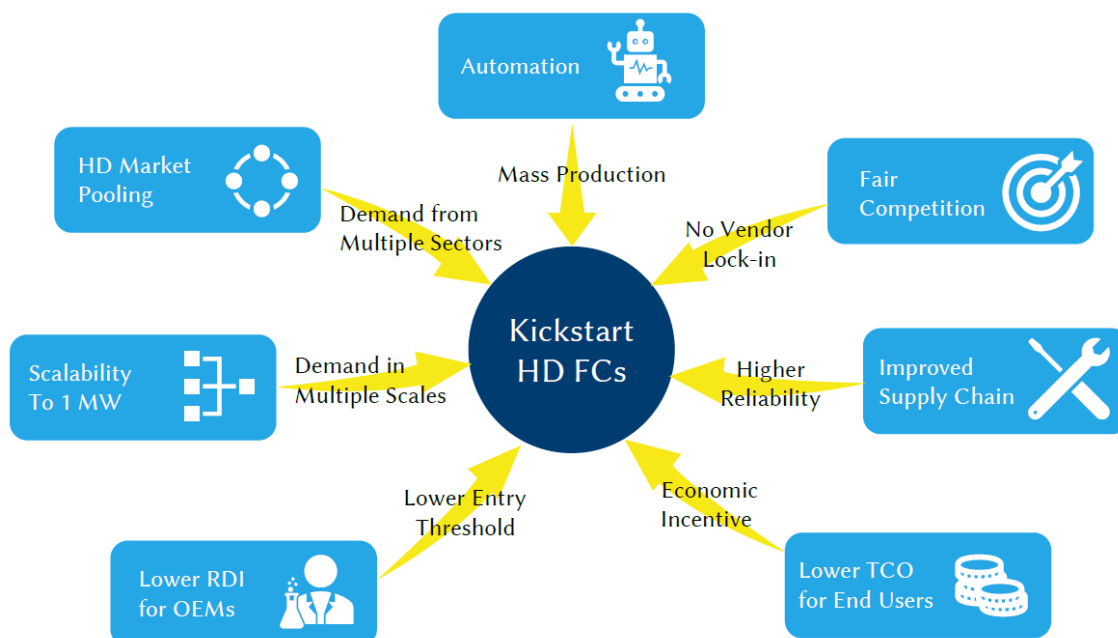 Automation
Mass Production
HD Market
Pooling
Demand from
Multiple Sectors
Fair
Competition
No Vendor
Lock-in
Kickstart
HD FCs
Scalability
To 1 MW
Demand in
Multiple Scales
Higher
Reliability
Improved
Supply Chain
Lower Entry
Threshold
Economic
Incentive
Lower RDI
for OEMs
Lower TCO
for End Users